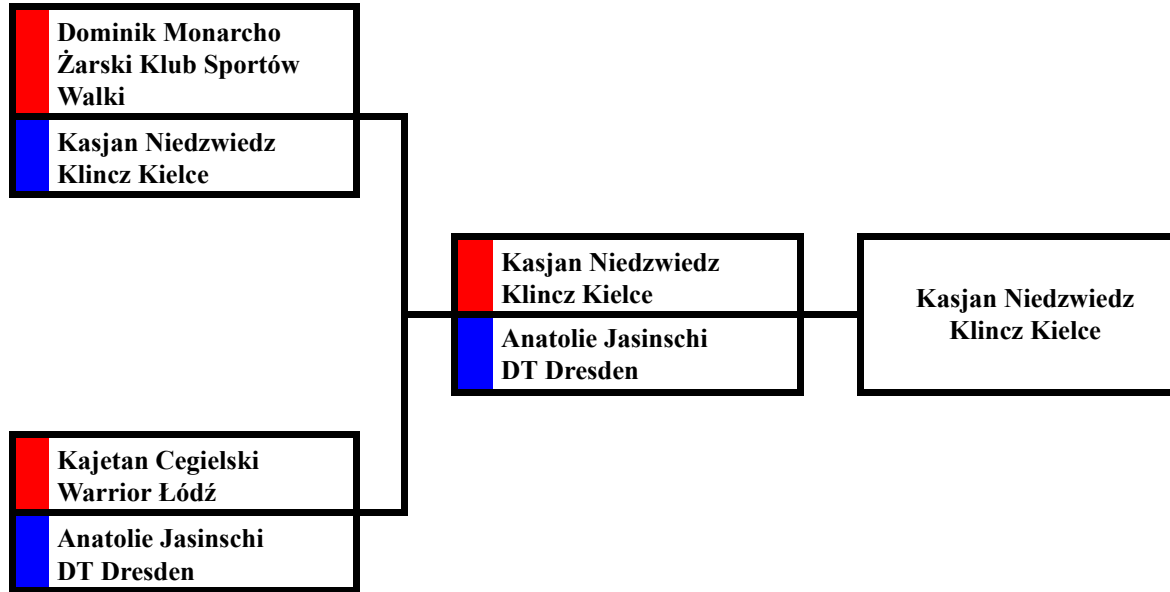 Dominik Monarcho
Żarski Klub Sportów
Walki
Kasjan Niedzwiedz
Klincz Kielce
Kasjan Niedzwiedz
Klincz Kielce
Anatolie Jasinschi
DT Dresden
Kasjan Niedzwiedz
Klincz Kielce
Kajetan Cegielski
Warrior Łódź
Anatolie Jasinschi
DT Dresden